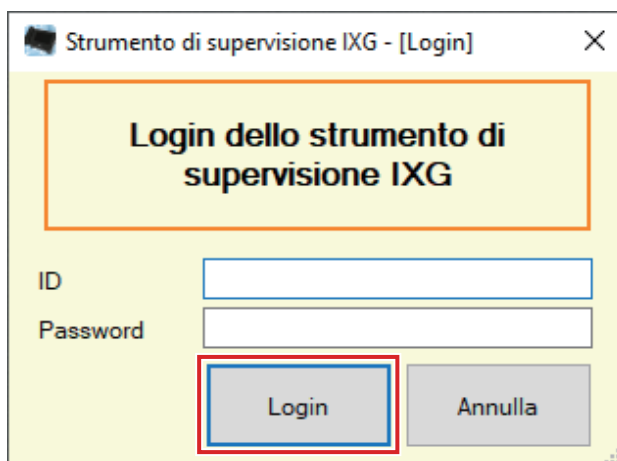 Strumento di supervisione IXG - [Login]
Login dello strumento di
supervisione IXG
ID
Password
Login
Annulla